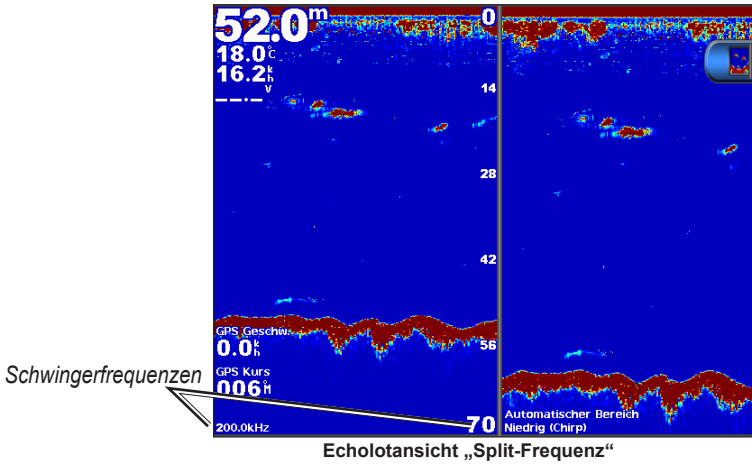 52.0m
0
18.0°C
16.2kh
V
---.-
14
28
42
GPS Geschw.
0.0kh
56
GPS Kurs
006°M
Schwingerfrequenzen
200.0kHz
70
Automatischer Bereich
Niedrig (Chirp)
Echolotansicht „Split-Frequenz“